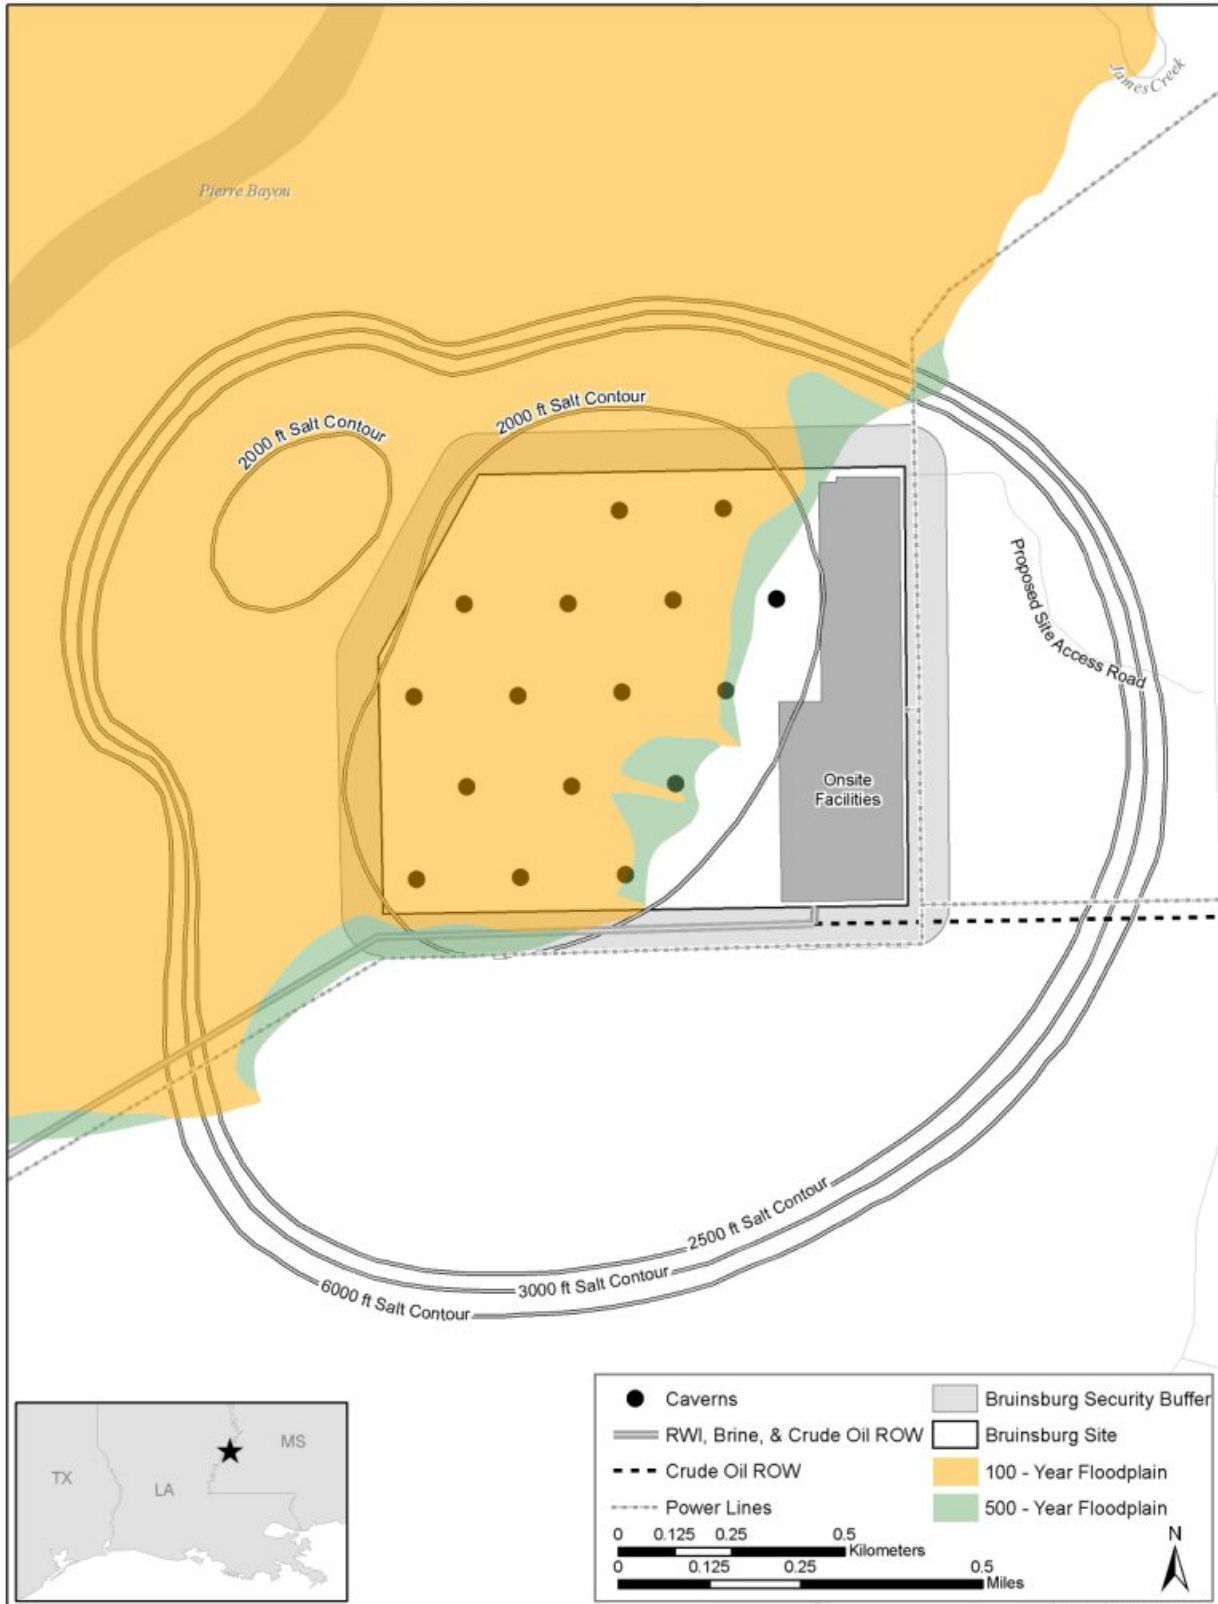 James Creek
Pierre Bayou
2000 ft Salt Contour
2000 ft Salt Contour
Proposed Site Access Road
Onsite
Facilities
2500 ft Salt Contour
3000 ft Salt Contour
6000 ft Salt Contour
TX
LA
MS
Caverns
RWI, Brine, & Crude Oil ROW
Crude Oil ROW
Power Lines
Bruinsburg Security Buffer
Bruinsburg Site
100 - Year Floodplain
500 - Year Floodplain
0 0.125 0.25 0.5
Kilometers
0 0.125 0.25 0.5
Miles
N